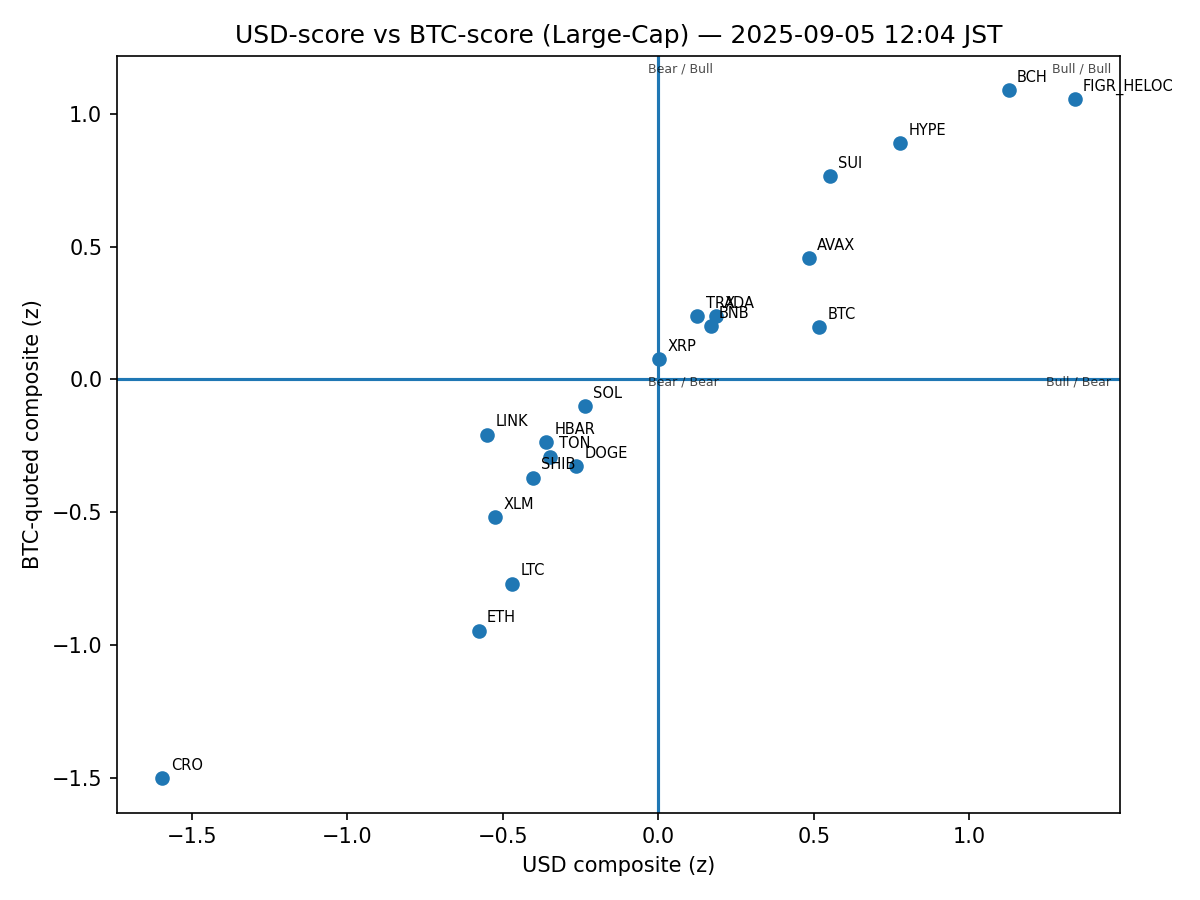 USD-score vs BTC-score (Large-Cap) — 2025-09-05 12:04 JST
Bear / Bull
Bull / Bull
BCH
FIGR_HELOC
HYPE
SUI
AVAX
TRX
ADA
BNB
BTC
XRP
Bear / Bear
Bull / Bear
SOL
LINK
HBAR
TON
DOGE
SHIB
XLM
LTC
ETH
CRO
1.0
0.5
0.0
−0.5
−1.0
−1.5
BTC-quoted composite (z)
−1.5
−1.0
−0.5
0.0
0.5
1.0
USD composite (z)